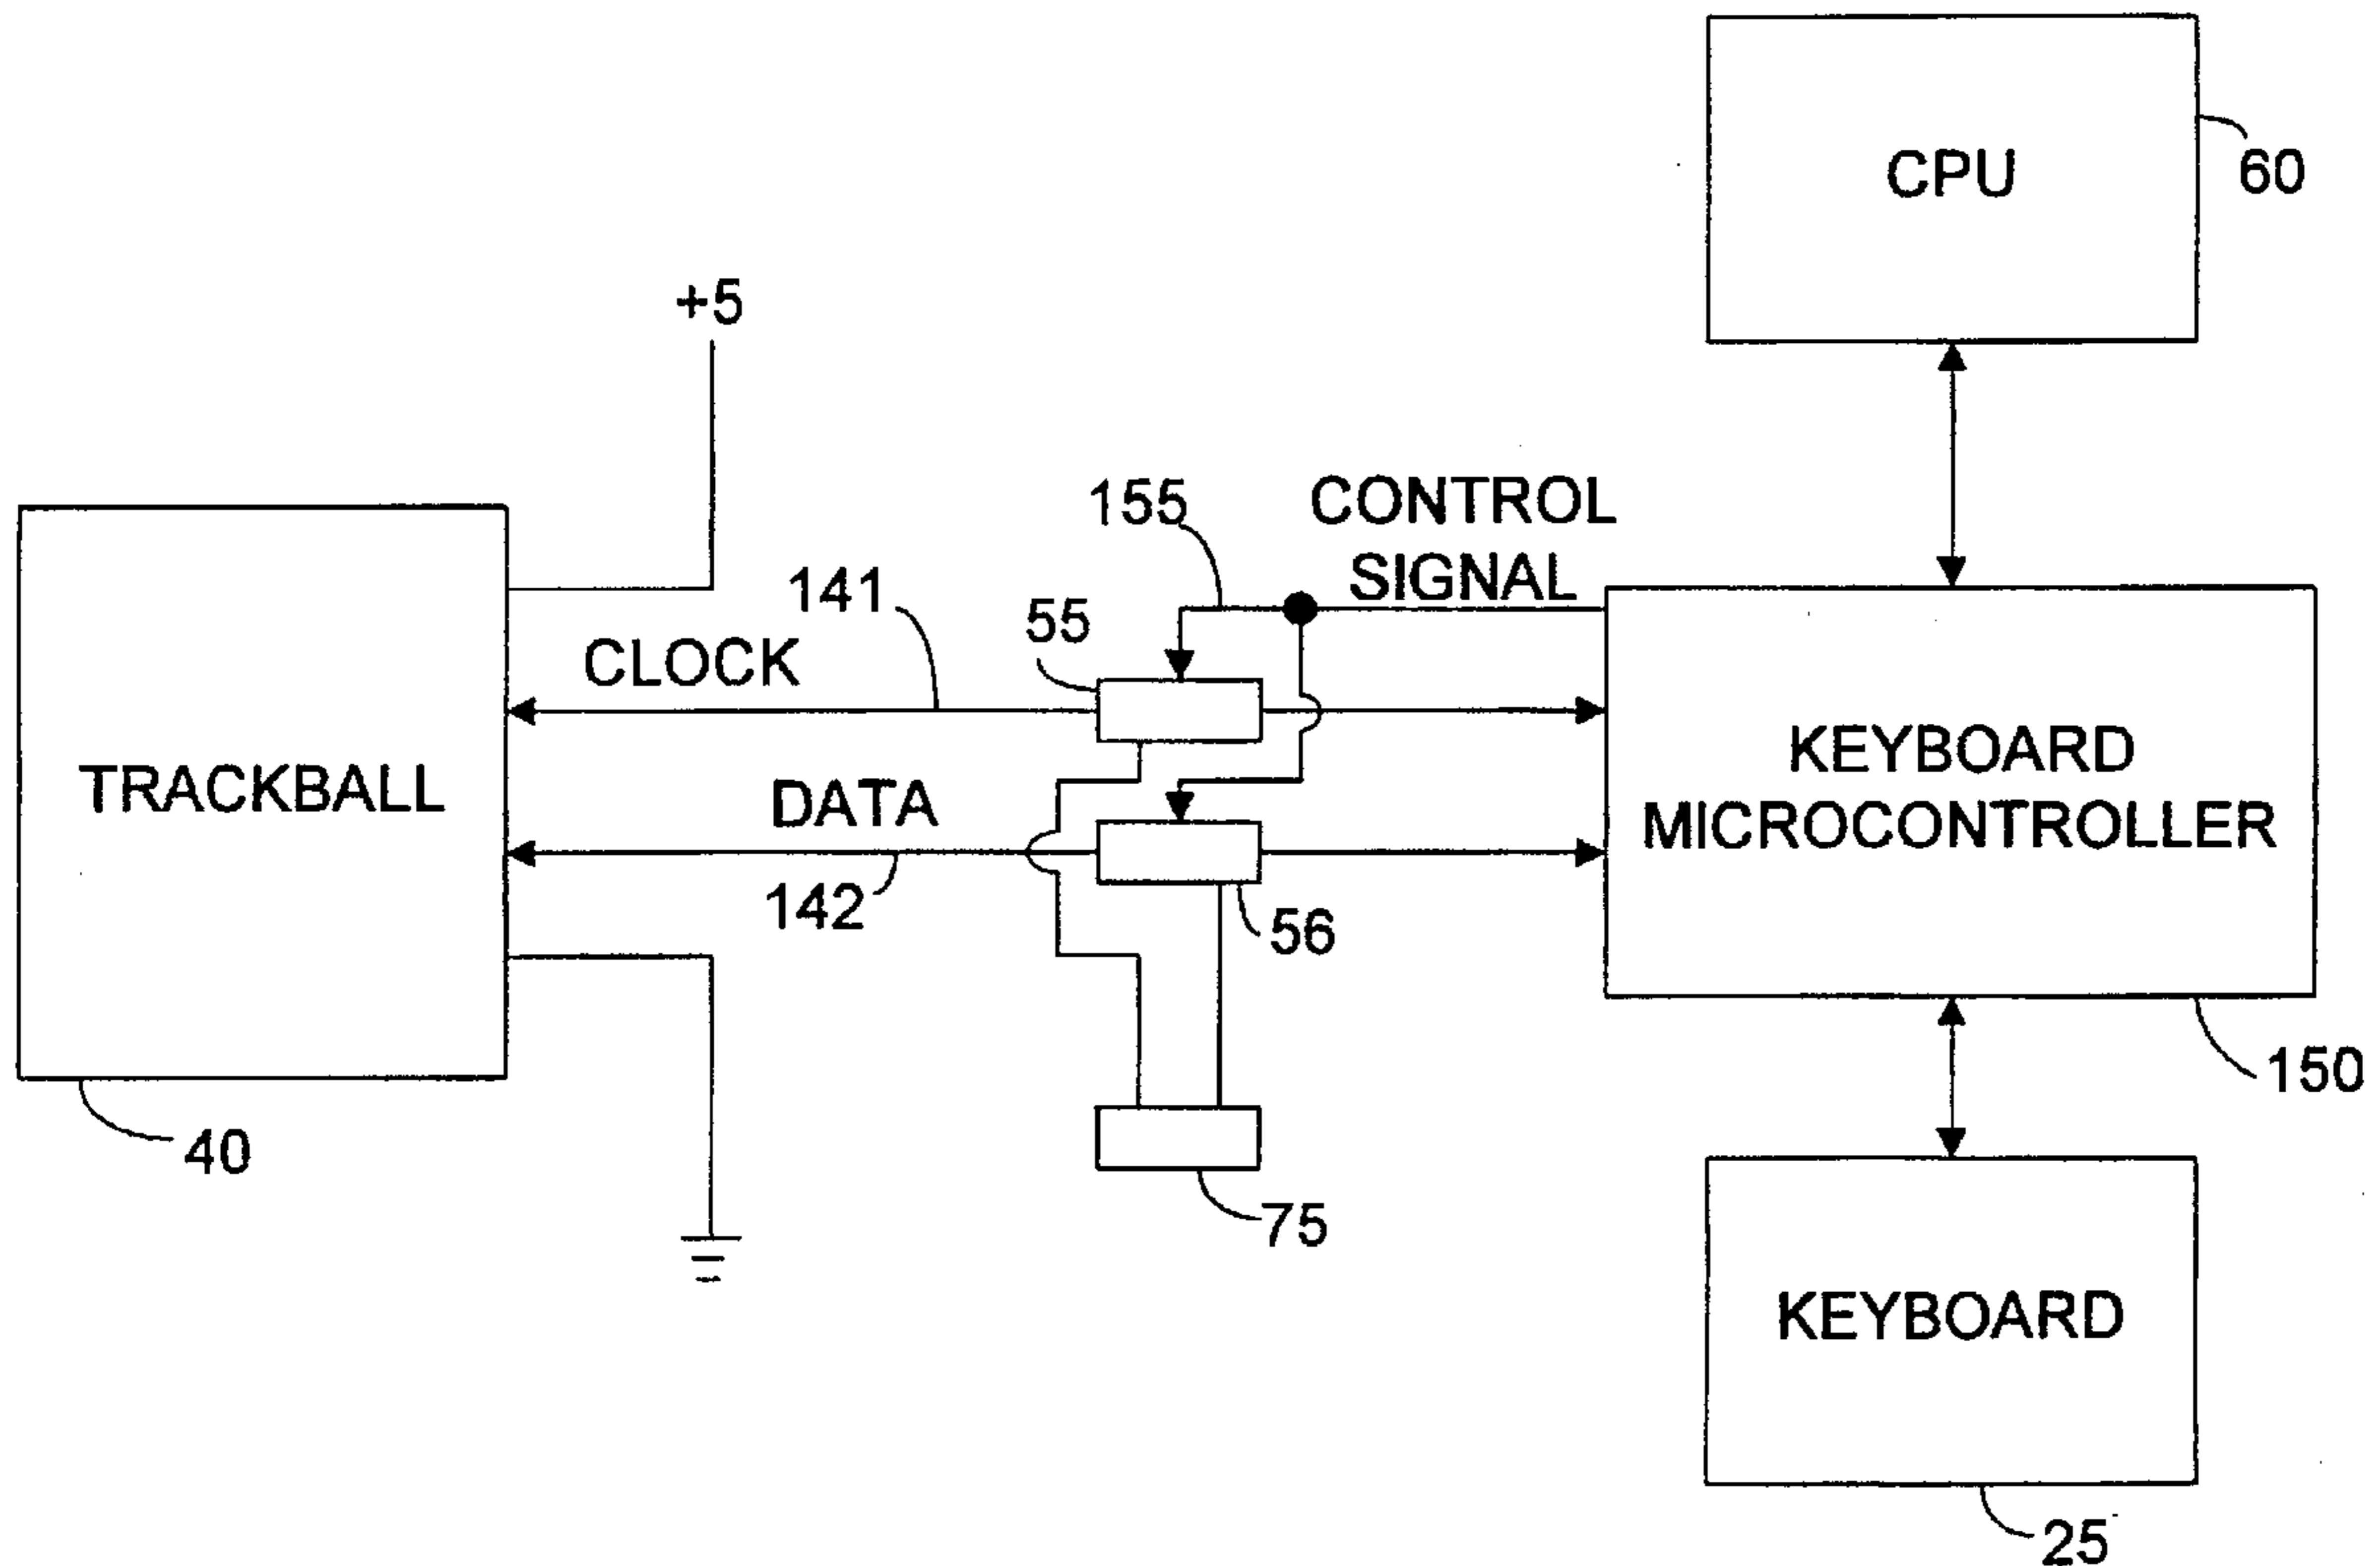 CPU
60
+5
155
CONTROL
SIGNAL
141
55
CLOCK
KEYBOARD
MICROCONTROLLER
TRACKBALL
DATA
142
56
150
40
75
KEYBOARD
25